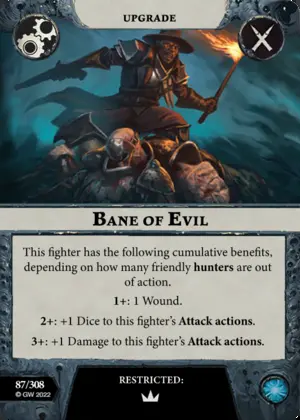 UPGRADE
BANE OF EVIL
This fighter has the following cumulative benefits,
depending on how many friendly hunters are out
of action.
1+: 1 Wound.
2+: +1 Dice to this fighter's Attack actions.
3+: +1 Damage to this fighter's Attack actions.
87/308
© GW 2022
RESTRICTED: